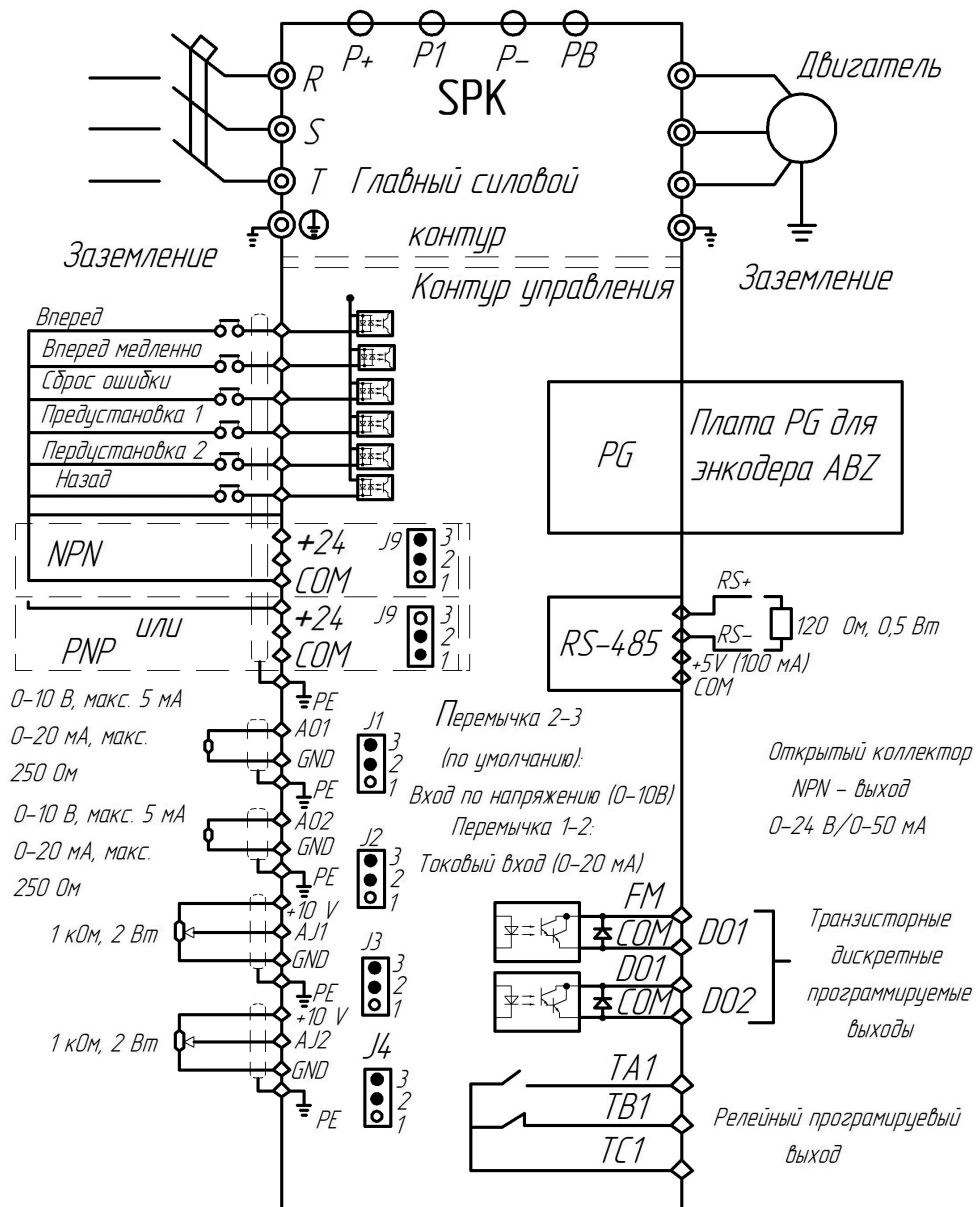 P+ P1 P- PB
R
SPK
Двигатель
S
T Главный силовой
контур
Заземление
Контур управления
Заземление
Вперед
Вперед медленно
Сброс ошибки
Предустановка 1
Пердустановка 2
Назад
PG
Плата PG для
энкодера ABZ
NPN
+24
COM
J9
3
2
1
или
PNP
+24
COM
J9
3
2
1
RS-485
RS+
RS-
120 Ом, 0,5 Вт
+5V (100 мА)
COM
PE
0-10 В, макс. 5 мА
0-20 мА, макс.
250 Ом
AO1
GND
PE
J1
3
2
1
Перемычка 2-3
(по умолчанию):
Вход по напряжению (0-10В)
Перемычка 1-2:
Токовый вход (0-20 мА)
Открытый коллектор
NPN - выход
0-24 В/0-50 мА
0-10 В, макс. 5 мА
0-20 мА, макс.
250 Ом
AO2
GND
PE
J2
3
2
1
+10 V
1 кОм, 2 Вт
AJ1
GND
PE
J3
3
2
1
+10 V
1 кОм, 2 Вт
AJ2
GND
PE
J4
3
2
1
FM
COM
DO1
DO1
COM
DO2
Транзисторные
дискретные
программируемые
выходы
TA1
TB1
TC1
Релейный програмируевый
выход